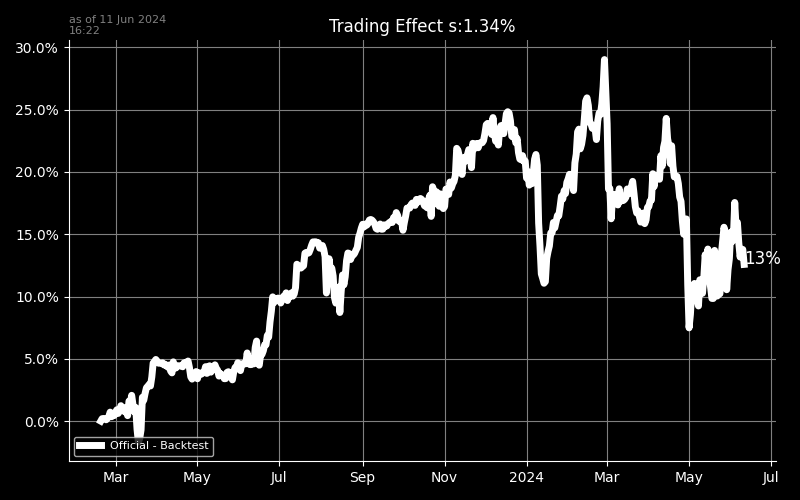 as of 11 Jun 2024
16:22
Trading Effect s:1.34%
30.0%
25.0%
20.0%
15.0%
10.0%
5.0%
0.0%
13%
Official - Backtest
Mar May Jul Sep Nov 2024 Mar May Jul